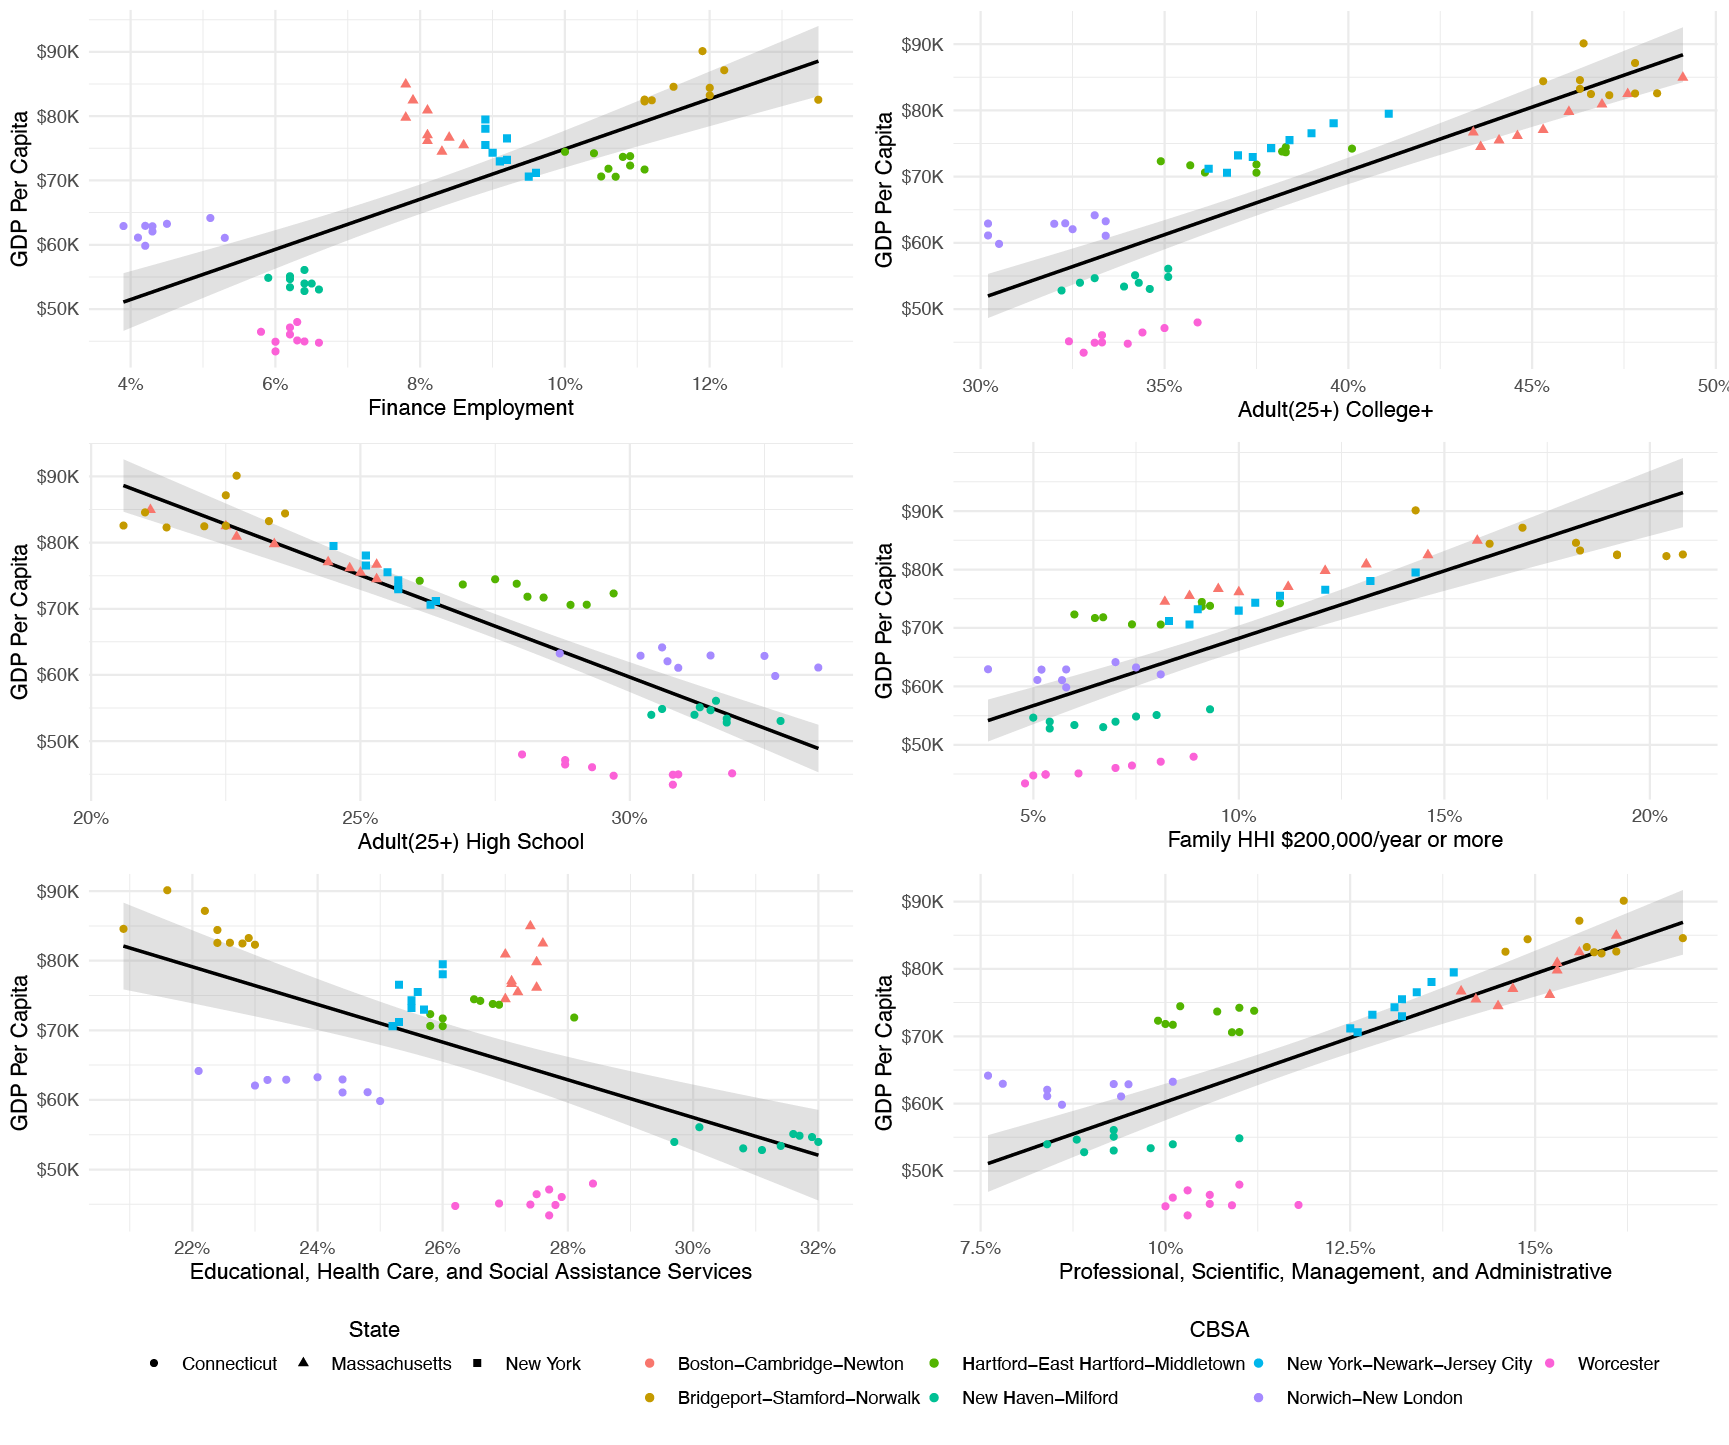 $90K
$80K
$70K
$60K
$50K
GDP Per Capita
4% 6% 8% 10% 12%
Finance Employment
$90K
$80K
$70K
$60K
$50K
GDP Per Capita
30% 35% 40% 45% 50%
Adult(25+) College+
$90K
$80K
$70K
$60K
$50K
GDP Per Capita
20% 25% 30%
Adult(25+) High School
$90K
$80K
$70K
$60K
$50K
GDP Per Capita
5% 10% 15% 20%
Family HHI $200,000/year or more
$90K
$80K
$70K
$60K
$50K
GDP Per Capita
22% 24% 26% 28% 30% 32%
Educational, Health Care, and Social Assistance Services
$90K
$80K
$70K
$60K
$50K
GDP Per Capita
7.5% 10% 12.5% 15%
Professional, Scientific, Management, and Administrative
State
Connecticut Massachusetts New York
CBSA
Boston−Cambridge−Newton Hartford−East Hartford−Middletown New York−Newark−Jersey City Worcester
Bridgeport−Stamford−Norwalk New Haven−Milford Norwich−New London